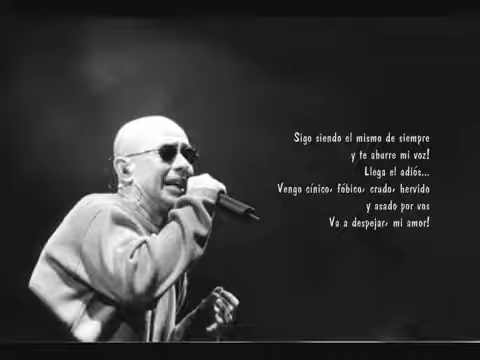 Sigo siendo el mismo de siempre
y te aburre mi voz!
Llega el adiós...
Vengo cínico, fóbico, crudo, hervido
y asado por vos
Va a despejar, mi amor!